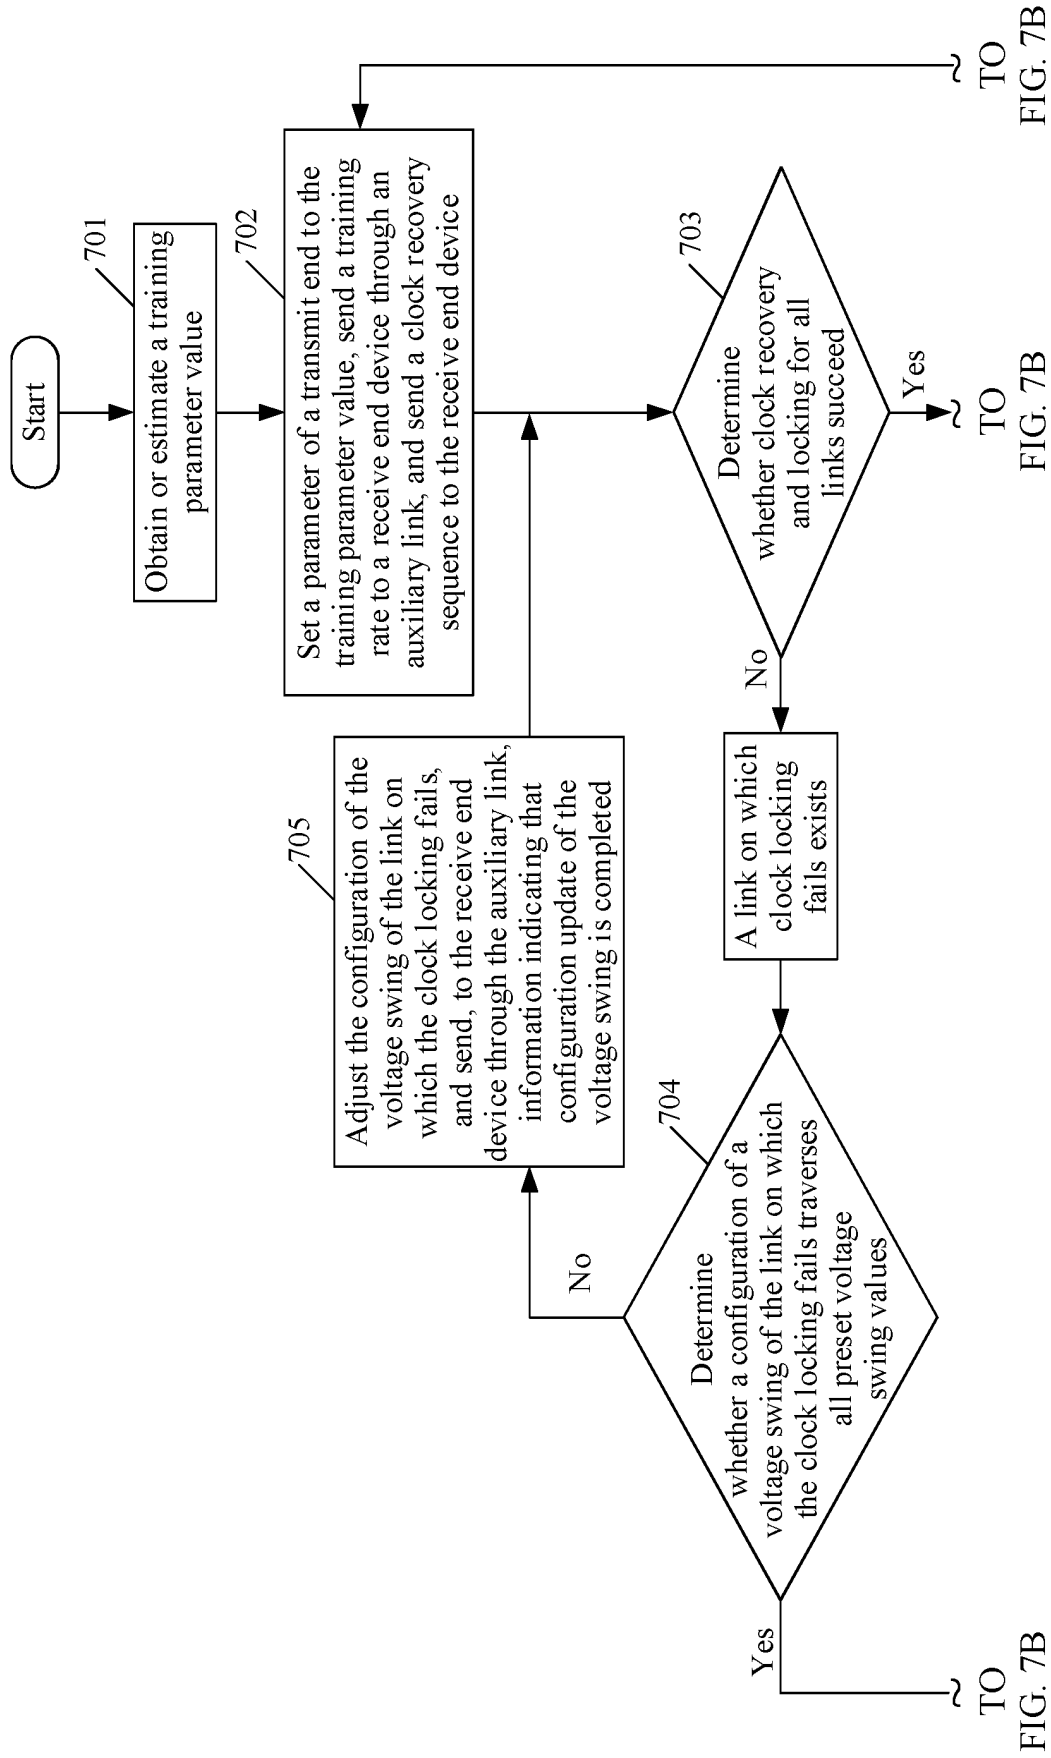 Start
701
Obtain or estimate a training
parameter value
702
Set a parameter of a transmit end to the
training parameter value, send a training
rate to a receive end device through an
auxiliary link, and send a clock recovery
sequence to the receive end device
705
Adjust the configuration of the
voltage swing of the link on
which the clock locking fails,
and send, to the receive end
device through the auxiliary link,
information indicating that
configuration update of the
voltage swing is completed
703
Determine
whether clock recovery
and locking for all
links succeed
No
Yes
A link on which
clock locking
fails exists
704
Determine
whether a configuration of a
voltage swing of the link on which
the clock locking fails traverses
all preset voltage
swing values
No
Yes
TO
FIG. 7B
TO
FIG. 7B
TO
FIG. 7B